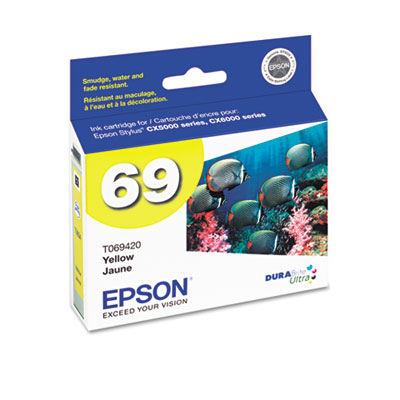 EPSON
Smudge, water and
fade resistant.
Résistant au maculage,
à l'eau et à la décoloration.
Ink cartridge for / Cartouche d'encre pour:
Epson Stylus® CX5000 series, CX6000 series
69
T069420
Yellow
Jaune
EPSON
EXCEED YOUR VISION
DURABrite
Ultra